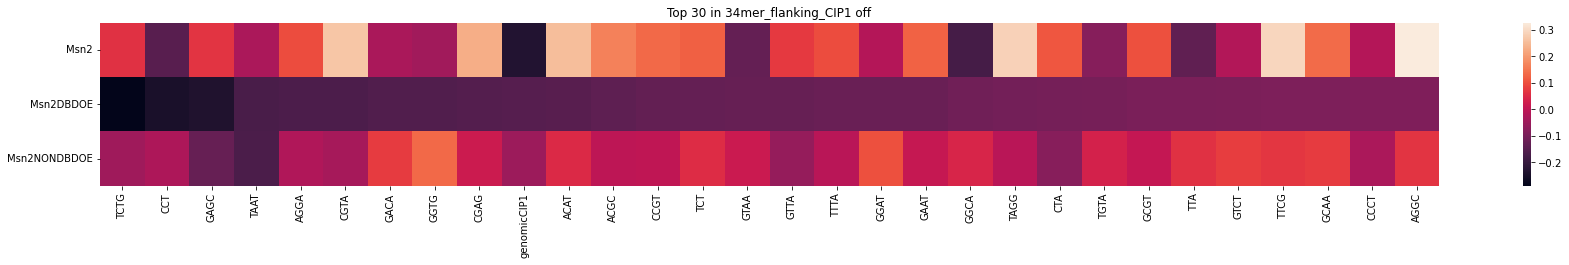 Top 30 in 34mer_flanking_CIP1 off
Msn2
Msn2DBDOE
Msn2NONDBDOE
TCTG
CCT
GAGC
TAAT
AGGA
CGTA
GACA
GGTG
CGAG
genomicCIP1
ACAT
ACGC
CCGT
TCT
GTAA
GTTA
TTTA
GGAT
GAAT
GGCA
TAGG
CTA
TGTA
GCGT
TTA
GTCT
TTCG
GCAA
CCCT
AGGC
0.3
0.2
0.1
0.0
−0.1
−0.2